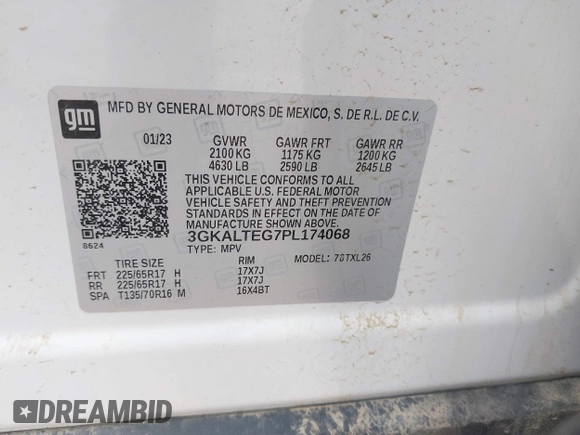 gm
MFD BY GENERAL MOTORS DE MEXICO, S. DE R.L. DE C.V.
01/23 GVWR GAWR FRT GAWR RR
2100 KG 1175 KG 1200 KG
4630 LB 2590 LB 2645 LB
THIS VEHICLE CONFORMS TO ALL
APPLICABLE U.S. FEDERAL MOTOR
VEHICLE SAFETY AND THEFT PREVENTION
STANDARDS IN EFFECT ON THE DATE OF
MANUFACTURE SHOWN ABOVE.
8624 3GKALTEG7PL174068
TYPE: MPV
TIRE SIZE RIM MODEL: 78TXL26
FRT 225/65R17 H 17X7J
RR 225/65R17 H 17X7J
SPA T135/70R16 M 16X4BT
DREAMBID